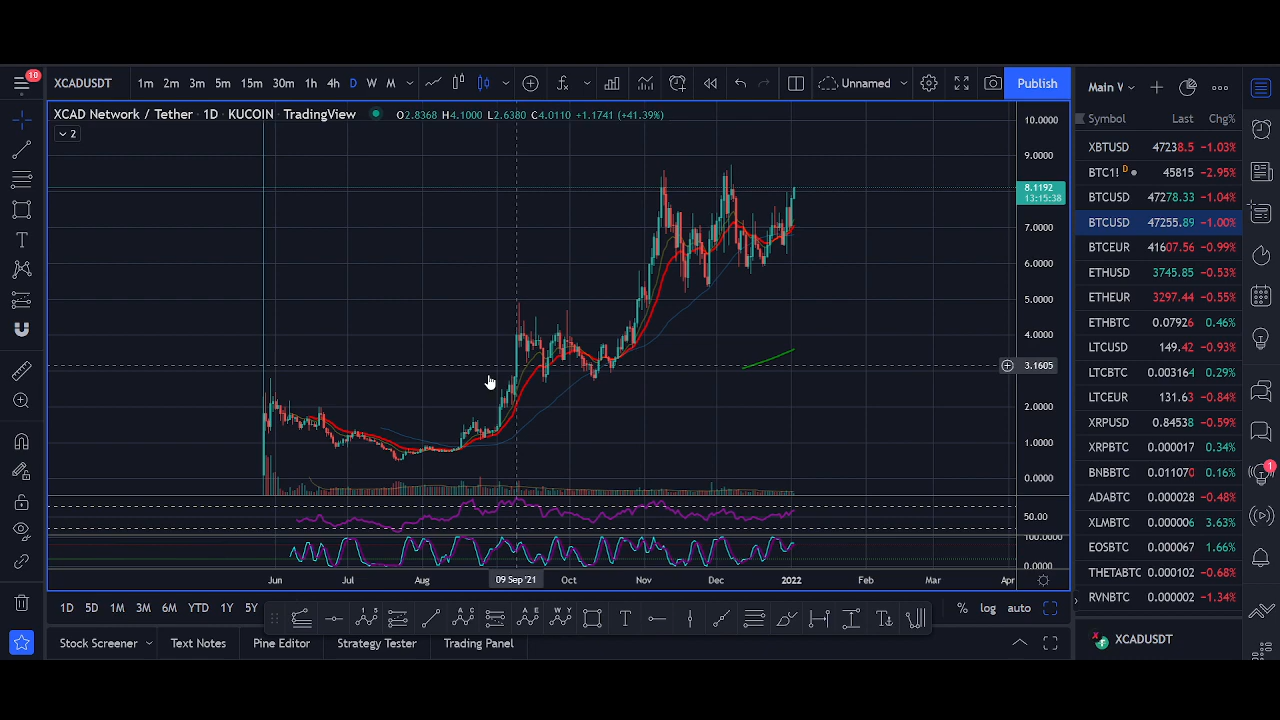 10
XCADUSDT 1m 2m 3m 5m 15m 30m 1h 4h D W M Unnamed Publish
XCAD Network / Tether · 1D · KUCOIN · TradingView O2.8368 H4.1000 L2.6380 C4.0110 +1.1741 (+41.39%)
2
10.0000
9.0000
8.1192
13:15:38
7.0000
6.0000
5.0000
4.0000
3.1605
2.0000
1.0000
0.0000
50.00
100.0000
0.0000
Jun Jul Aug 09 Sep '21 Oct Nov Dec 2022 Feb Mar Apr
1D 5D 1M 3M 6M YTD 1Y 5Y % log auto
Stock Screener Text Notes Pine Editor Strategy Tester Trading Panel
Main V
Symbol Last Chg%
XBTUSD 47238.5 −1.03%
BTC1! D 45815 −2.95%
BTCUSD 47278.33 −1.04%
BTCUSD 47255.89 −1.00%
BTCEUR 41607.56 −0.99%
ETHUSD 3745.85 −0.53%
ETHEUR 3297.44 −0.55%
ETHBTC 0.07926 0.46%
LTCUSD 149.42 −0.93%
LTCBTC 0.003164 0.29%
LTCEUR 131.63 −0.84%
XRPUSD 0.84538 −0.59%
XRPBTC 0.000017 0.34%
BNBBTC 0.011070 0.16%
ADABTC 0.000028 −0.48%
XLMBTC 0.000006 3.63%
EOSBTC 0.000067 1.66%
THETABTC 0.000102 −0.68%
RVNBTC 0.000002 −1.34%
XCADUSDT
1